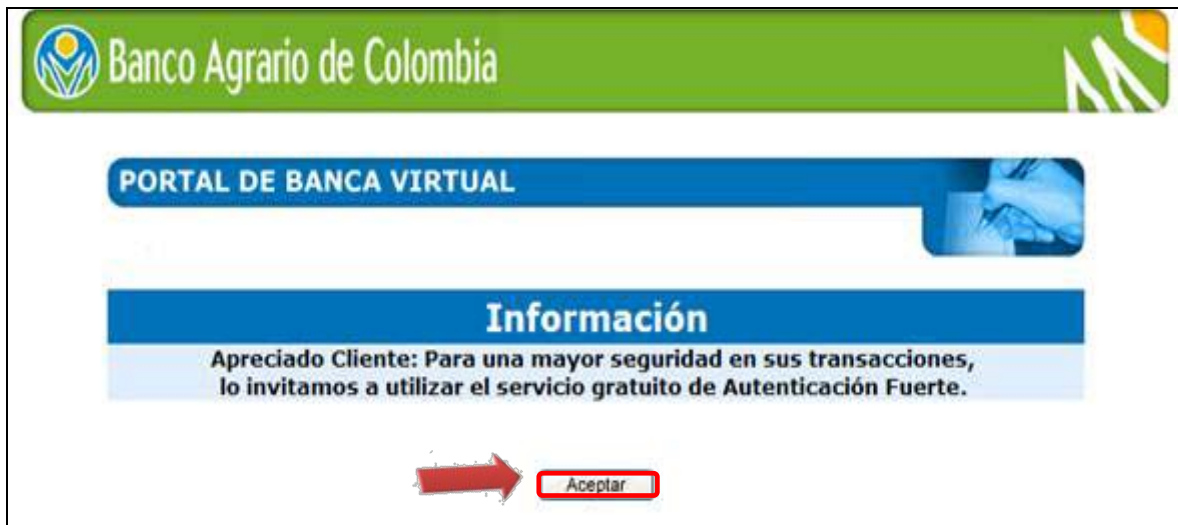 Banco Agrario de Colombia
PORTAL DE BANCA VIRTUAL
Información
Apreciado Cliente: Para una mayor seguridad en sus transacciones,
lo invitamos a utilizar el servicio gratuito de Autenticación Fuerte.
Aceptar